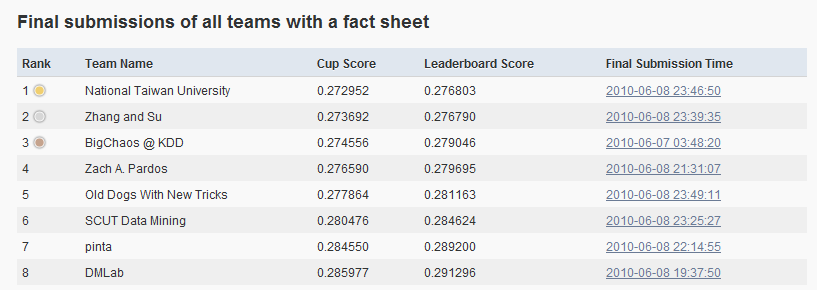 Final submissions of all teams with a fact sheet
Rank Team Name Cup Score Leaderboard Score Final Submission Time
1 National Taiwan University 0.272952 0.276803 2010-06-08 23:46:50
2 Zhang and Su 0.273692 0.276790 2010-06-08 23:39:35
3 BigChaos @ KDD 0.274556 0.279046 2010-06-07 03:48:20
4 Zach A. Pardos 0.276590 0.279695 2010-06-08 21:31:07
5 Old Dogs With New Tricks 0.277864 0.281163 2010-06-08 23:49:11
6 SCUT Data Mining 0.280476 0.284624 2010-06-08 23:25:27
7 pinta 0.284550 0.289200 2010-06-08 22:14:55
8 DMLab 0.285977 0.291296 2010-06-08 19:37:50